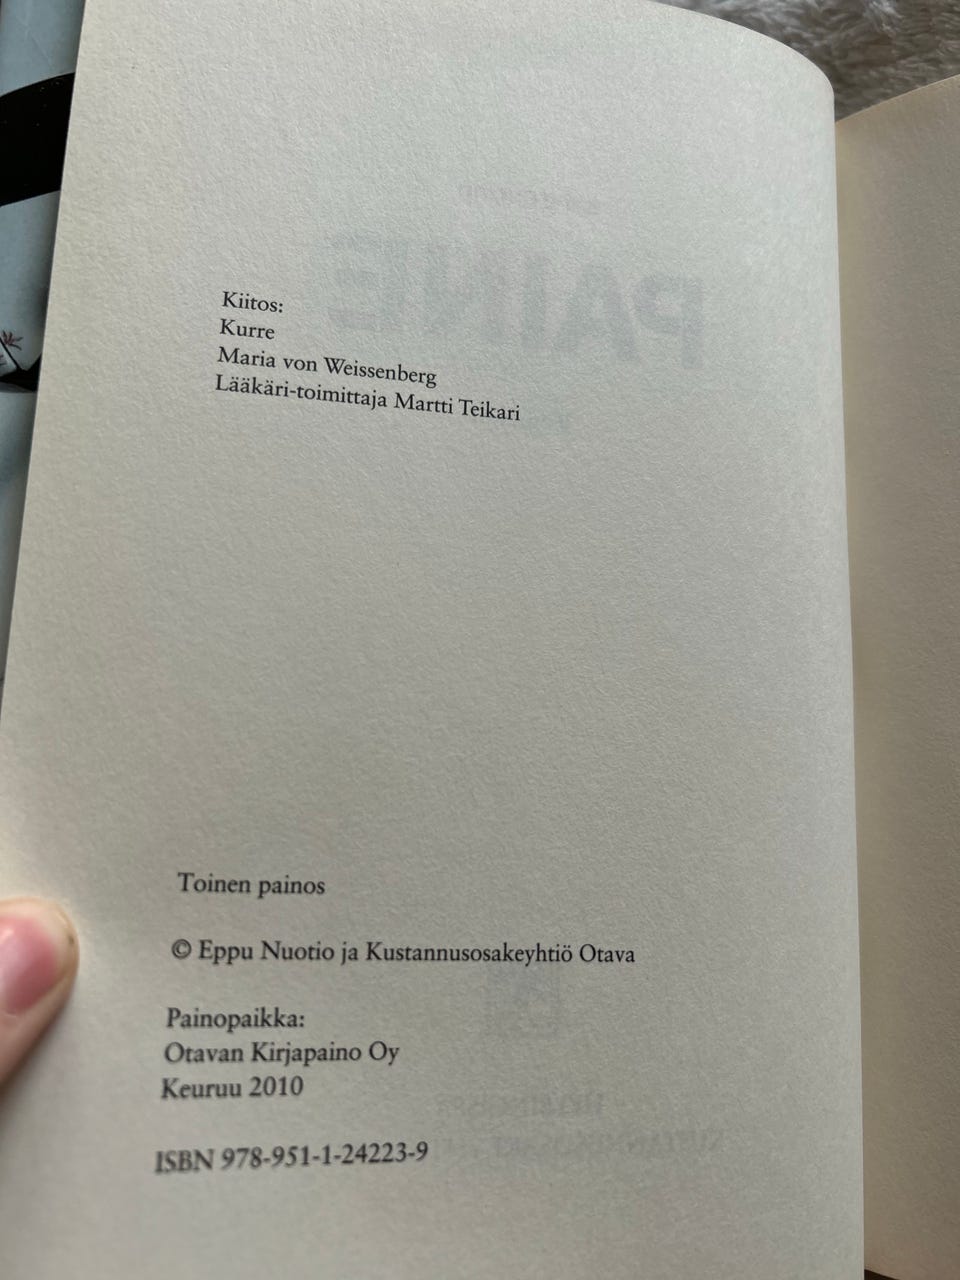 Kiitos:
Kurre
Maria von Weissenberg
Lääkäri-toimittaja Martti Teikari
PAINE
Toinen painos
© Eppu Nuotio ja Kustannusosakeyhtiö Otava
Painopaikka:
Otavan Kirjapaino Oy
Keuruu 2010
ISBN 978-951-1-24223-9